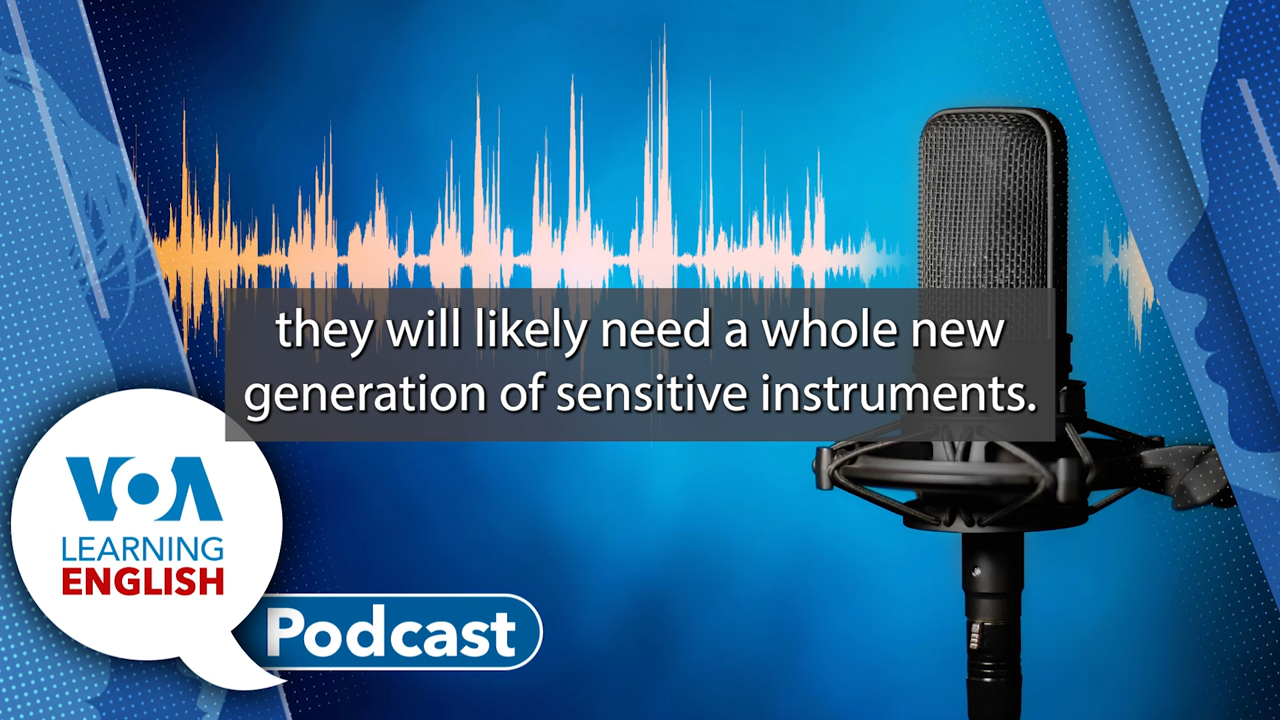 they will likely need a whole new
generation of sensitive instruments.
VOA
LEARNING
ENGLISH
Podcast